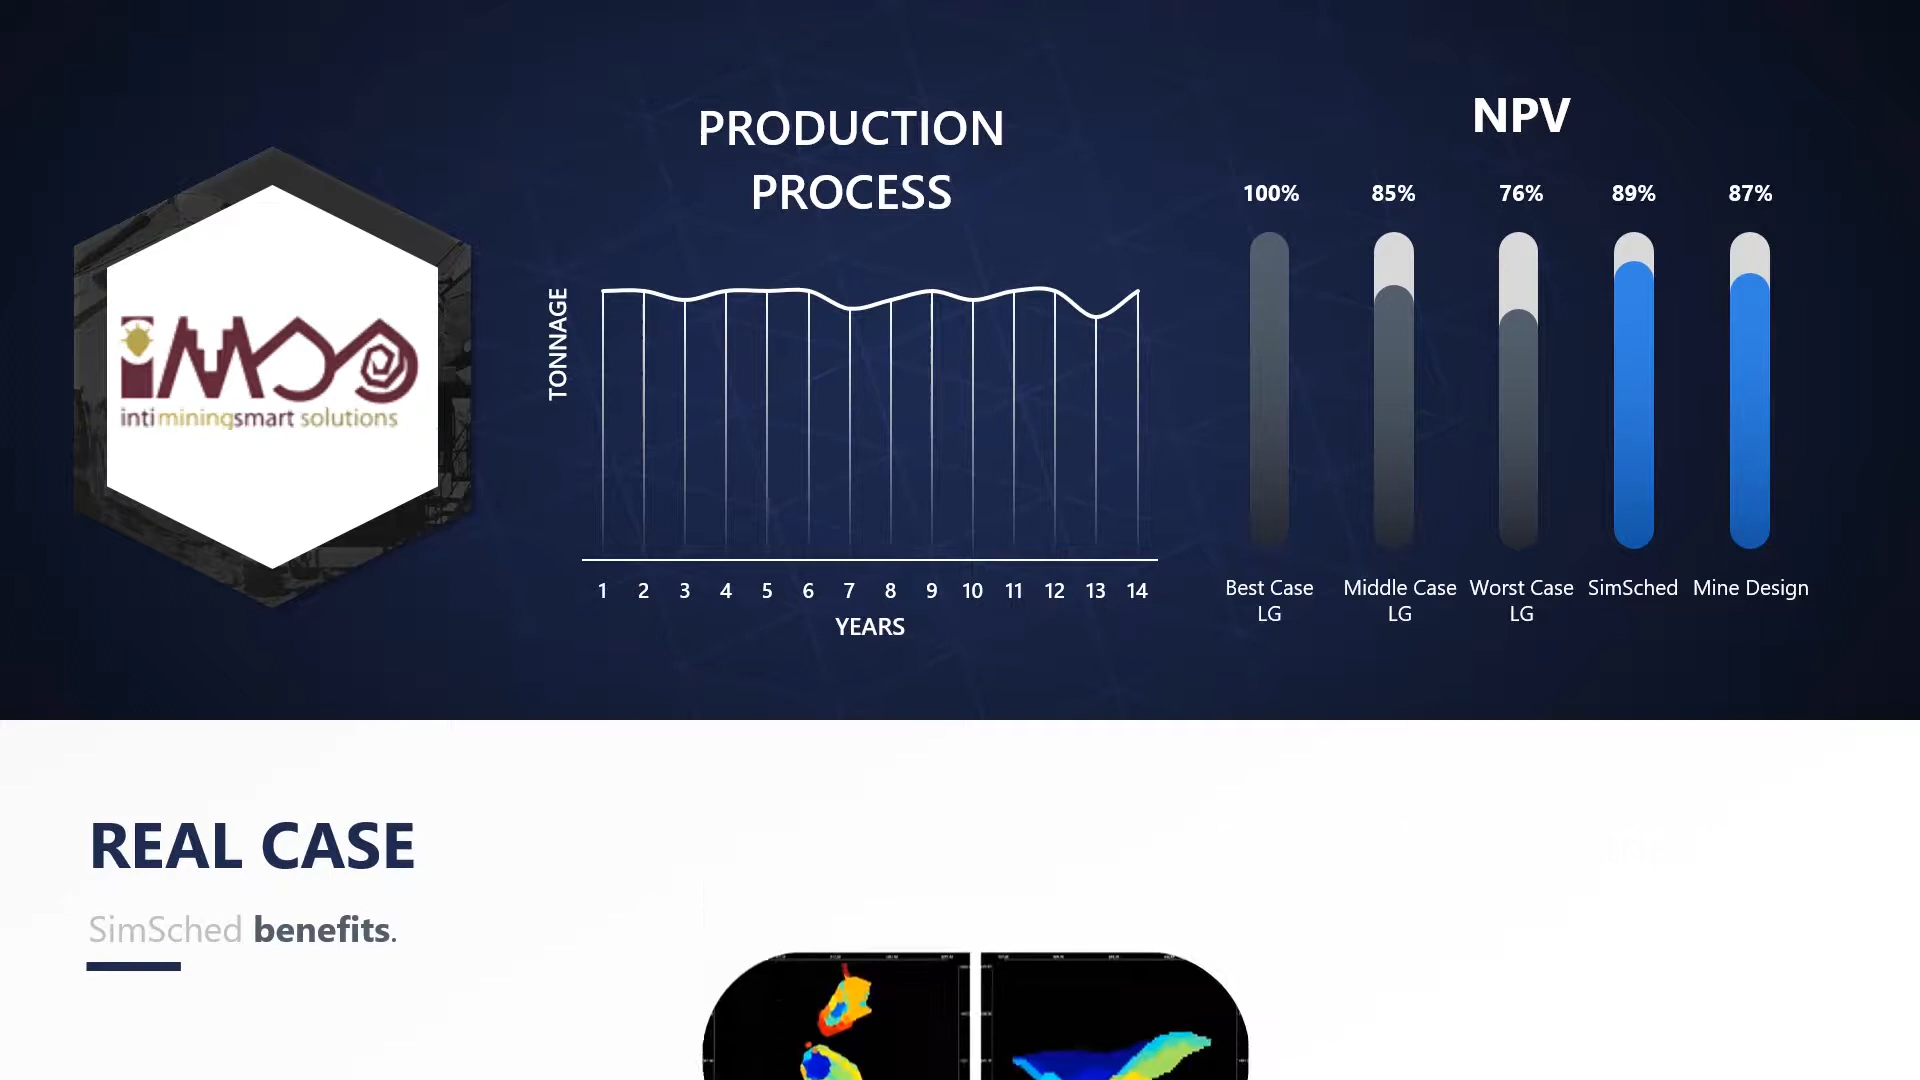 intiminingsmart solutions
PRODUCTION
PROCESS
TONNAGE
1 2 3 4 5 6 7 8 9 10 11 12 13 14
YEARS
NPV
100% 85% 76% 89% 87%
Best Case Middle Case Worst Case SimSched Mine Design
LG LG LG
REAL CASE
SimSched benefits.